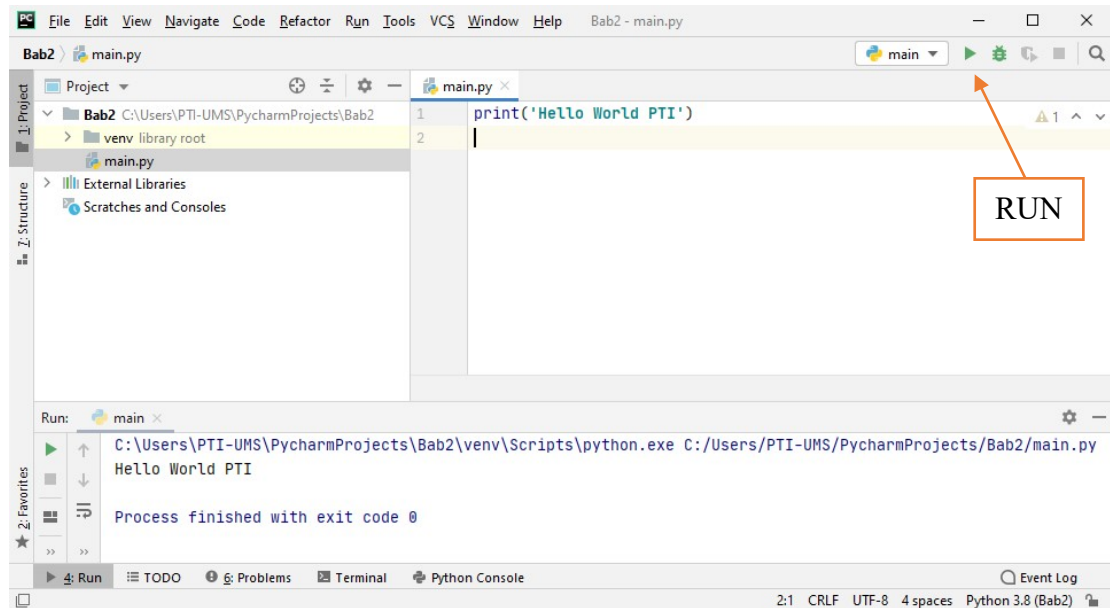 PC File Edit View Navigate Code Refactor Run Tools VCS Window Help Bab2 - main.py
Bab2 main.py main
1: Project
Project
main.py
Bab2 C:\Users\PTI-UMS\PycharmProjects\Bab2
1 print('Hello World PTI')
1
venv library root
2
main.py
External Libraries
Scratches and Consoles
RUN
7: Structure
Run: main
C:\Users\PTI-UMS\PycharmProjects\Bab2\venv\Scripts\python.exe C:/Users/PTI-UMS/PycharmProjects/Bab2/main.py
Hello World PTI
Process finished with exit code 0
2: Favorites
4: Run TODO 6: Problems Terminal Python Console Event Log
2:1 CRLF UTF-8 4 spaces Python 3.8 (Bab2)